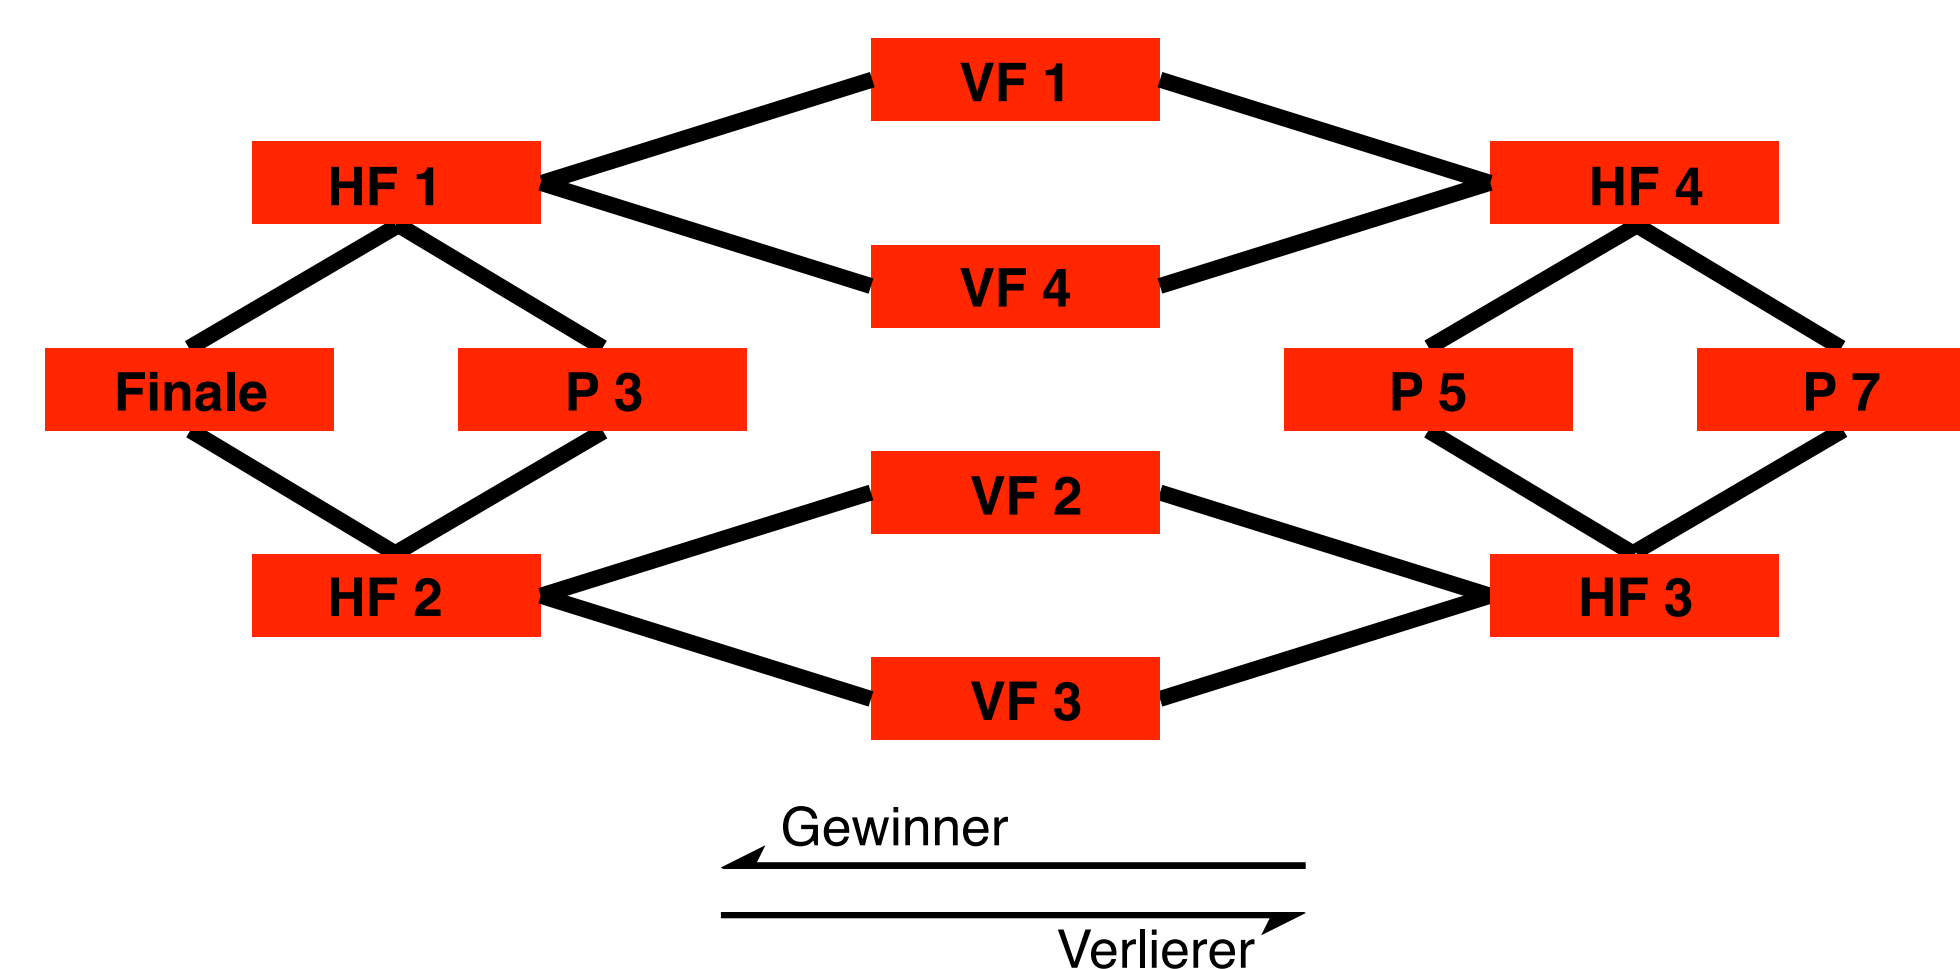 VF 1
HF 1
HF 4
VF 4
Finale
P 3
P 5
P 7
VF 2
HF 2
HF 3
VF 3
Gewinner
Verlierer